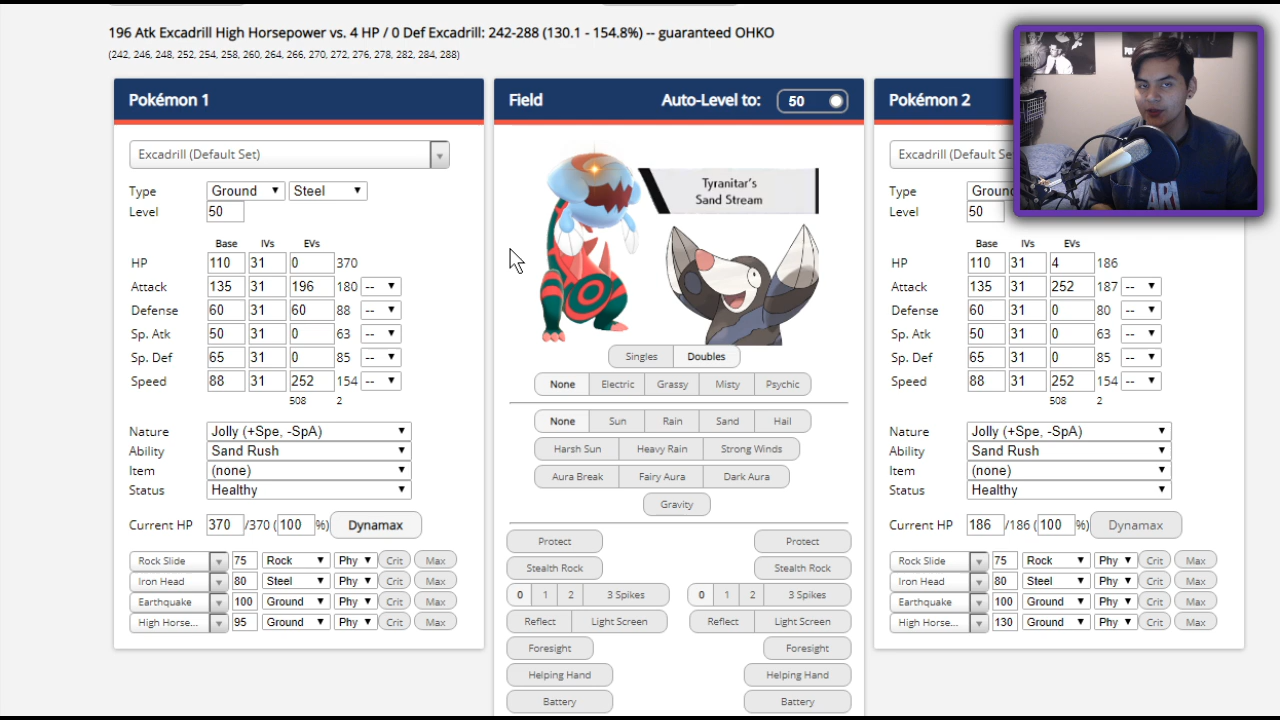 196 Atk Excadrill High Horsepower vs. 4 HP / 0 Def Excadrill: 242-288 (130.1 - 154.8%) -- guaranteed OHKO
(242, 246, 248, 252, 254, 258, 260, 264, 266, 270, 272, 276, 278, 282, 284, 288)
Pokémon 1
Excadrill (Default Set)
Type Ground Steel
Level 50
Base IVs EVs
HP 110 31 0 370
Attack 135 31 196 180 --
Defense 60 31 60 88 --
Sp. Atk 50 31 0 63 --
Sp. Def 65 31 0 85 --
Speed 88 31 252 154 --
508 2
Nature Jolly (+Spe, -SpA)
Ability Sand Rush
Item (none)
Status Healthy
Current HP 370 /370 ( 100 %) Dynamax
Rock Slide 75 Rock Phy Crit Max
Iron Head 80 Steel Phy Crit Max
Earthquake 100 Ground Phy Crit Max
High Horse... 95 Ground Phy Crit Max
Field Auto-Level to: 50
Tyranitar's
Sand Stream
Singles Doubles
None Electric Grassy Misty Psychic
None Sun Rain Sand Hail
Harsh Sun Heavy Rain Strong Winds
Aura Break Fairy Aura Dark Aura
Gravity
Protect Protect
Stealth Rock Stealth Rock
0 1 2 3 Spikes 0 1 2 3 Spikes
Reflect Light Screen Reflect Light Screen
Foresight Foresight
Helping Hand Helping Hand
Battery Battery
Pokémon 2
Excadrill (Default Se
Type Groun
Level 50
Base IVs EVs
HP 110 31 4 186
Attack 135 31 252 187 --
Defense 60 31 0 80 --
Sp. Atk 50 31 0 63 --
Sp. Def 65 31 0 85 --
Speed 88 31 252 154 --
508 2
Nature Jolly (+Spe, -SpA)
Ability Sand Rush
Item (none)
Status Healthy
Current HP 186 /186 ( 100 %) Dynamax
Rock Slide 75 Rock Phy Crit Max
Iron Head 80 Steel Phy Crit Max
Earthquake 100 Ground Phy Crit Max
High Horse... 130 Ground Phy Crit Max